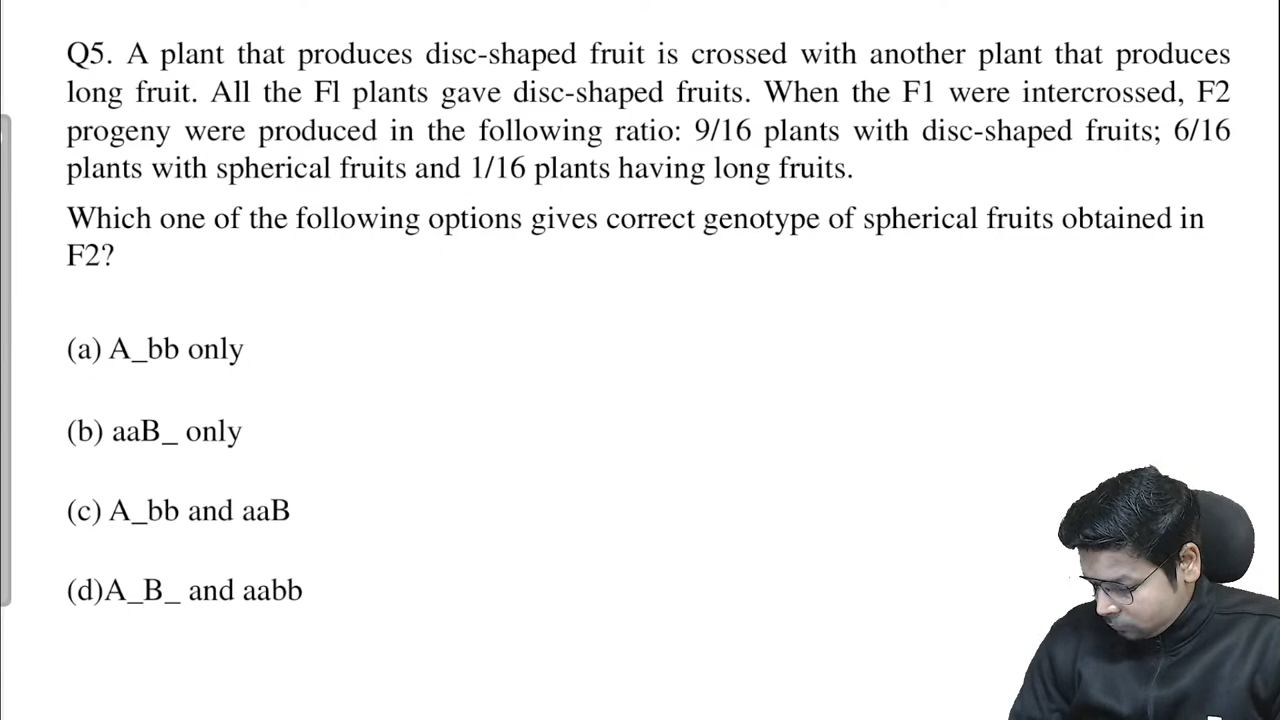 Q5. A plant that produces disc-shaped fruit is crossed with another plant that produces
long fruit. All the Fl plants gave disc-shaped fruits. When the F1 were intercrossed, F2
progeny were produced in the following ratio: 9/16 plants with disc-shaped fruits; 6/16
plants with spherical fruits and 1/16 plants having long fruits.
Which one of the following options gives correct genotype of spherical fruits obtained in
F2?
(a) A_bb only
(b) aaB_ only
(c) A_bb and aaB
(d)A_B_ and aabb